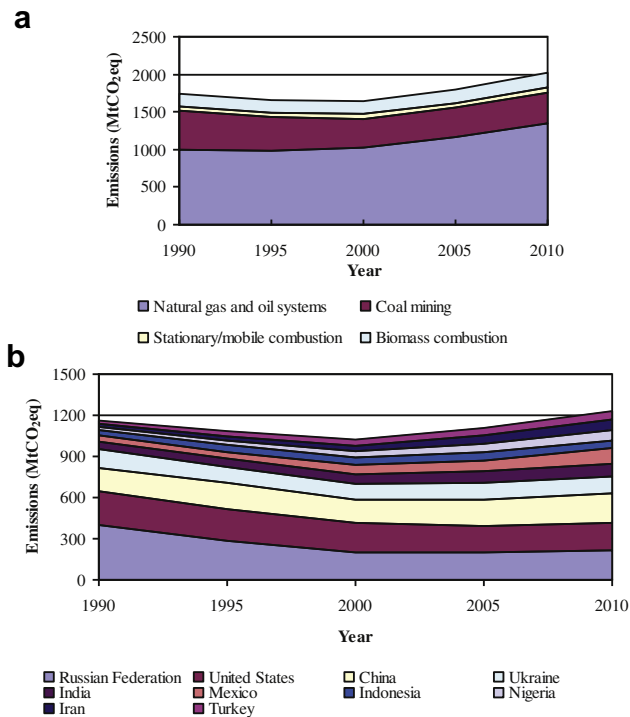 a
Emissions (MtCO₂eq)
2500
2000
1500
1000
500
0
1990 1995 2000 2005 2010
Year
Natural gas and oil systems Coal mining
Stationary/mobile combustion Biomass combustion
b
Emissions (MtCO₂eq)
1500
1200
900
600
300
0
1990 1995 2000 2005 2010
Year
Russian Federation United States China Ukraine
India Mexico Indonesia Nigeria
Iran Turkey